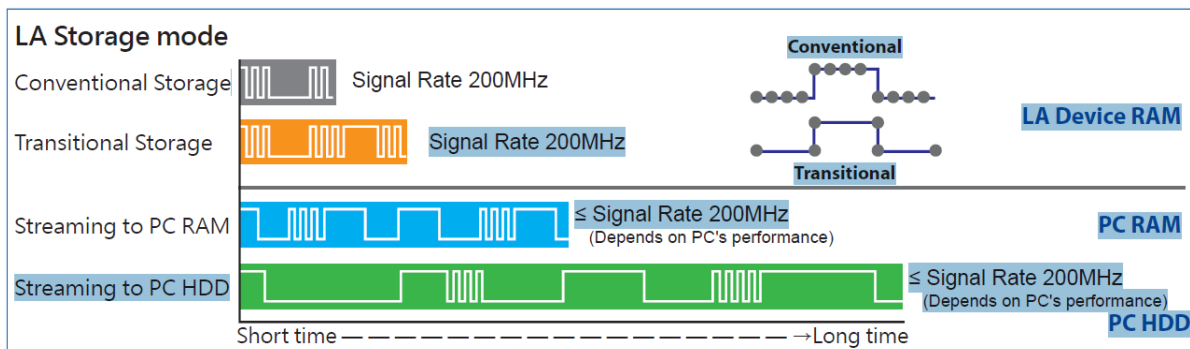 LA Storage mode
Conventional Storage
Signal Rate 200MHz
Conventional
LA Device RAM
Transitional Storage
Signal Rate 200MHz
Transitional
Streaming to PC RAM
≤ Signal Rate 200MHz
(Depends on PC's performance)
PC RAM
Streaming to PC HDD
≤ Signal Rate 200MHz
(Depends on PC's performance)
PC HDD
Short time — — — — — — — — — — — — — — — — →Long time